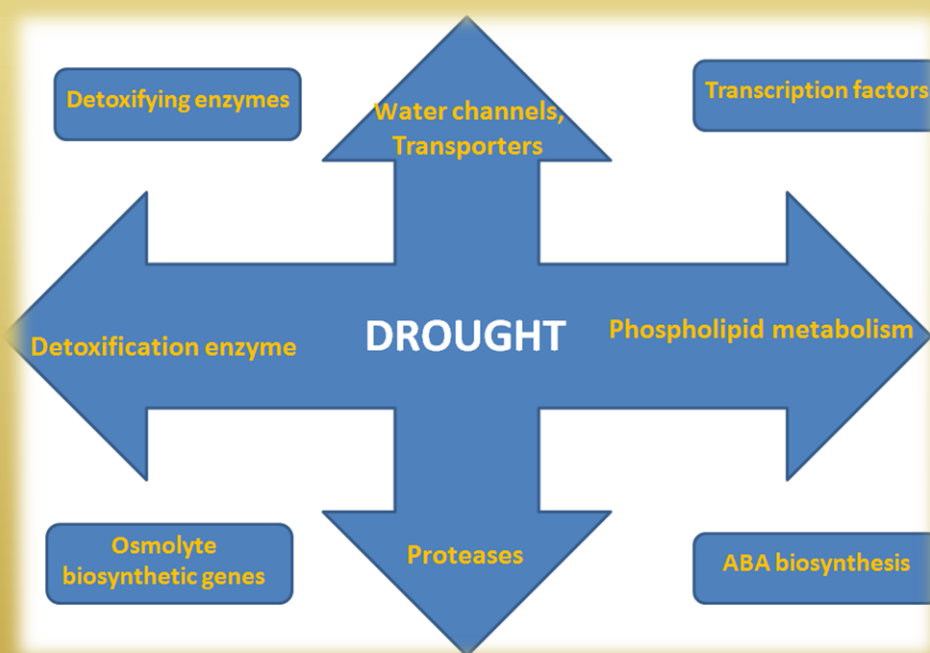 Detoxifying enzymes
Water channels,
Transporters
Transcription factors
Detoxification enzyme
DROUGHT
Phospholipid metabolism
Osmolyte
biosynthetic genes
Proteases
ABA biosynthesis